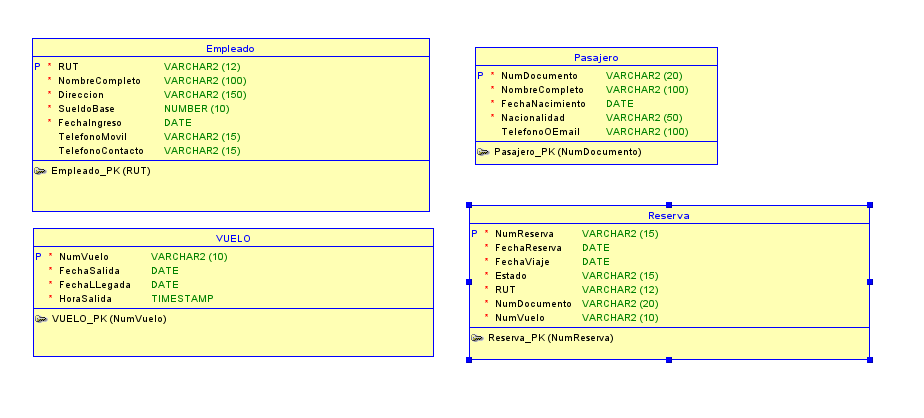 Empleado
P * RUT VARCHAR2 (12)
* NombreCompleto VARCHAR2 (100)
* Direccion VARCHAR2 (150)
* SueldoBase NUMBER (10)
* FechaIngreso DATE
TelefonoMovil VARCHAR2 (15)
TelefonoContacto VARCHAR2 (15)
Empleado_PK (RUT)
Pasajero
P * NumDocumento VARCHAR2 (20)
* NombreCompleto VARCHAR2 (100)
* FechaNacimiento DATE
* Nacionalidad VARCHAR2 (50)
TelefonoOEmail VARCHAR2 (100)
Pasajero_PK (NumDocumento)
VUELO
P * NumVuelo VARCHAR2 (10)
* FechaSalida DATE
* FechaLLegada DATE
* HoraSalida TIMESTAMP
VUELO_PK (NumVuelo)
Reserva
P * NumReserva VARCHAR2 (15)
* FechaReserva DATE
* FechaViaje DATE
* Estado VARCHAR2 (15)
* RUT VARCHAR2 (12)
* NumDocumento VARCHAR2 (20)
* NumVuelo VARCHAR2 (10)
Reserva_PK (NumReserva)